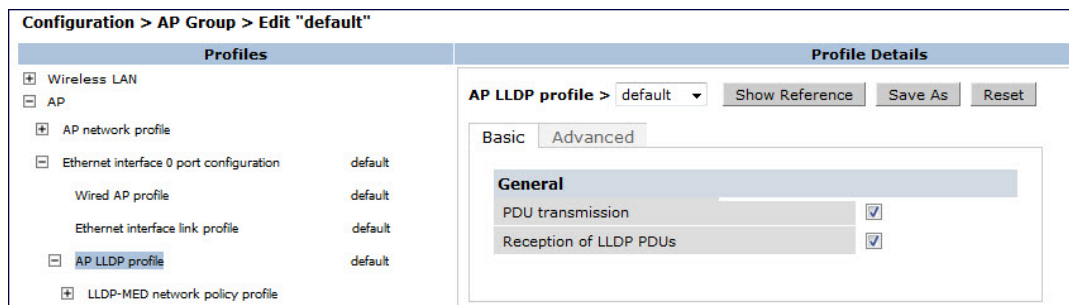 Configuration > AP Group > Edit "default"
Profiles
Profile Details
Wireless LAN
AP
AP network profile
Ethernet interface 0 port configuration default
Wired AP profile default
Ethernet interface link profile default
AP LLDP profile default
LLDP-MED network policy profile
AP LLDP profile > default Show Reference Save As Reset
Basic Advanced
General
PDU transmission
Reception of LLDP PDUs